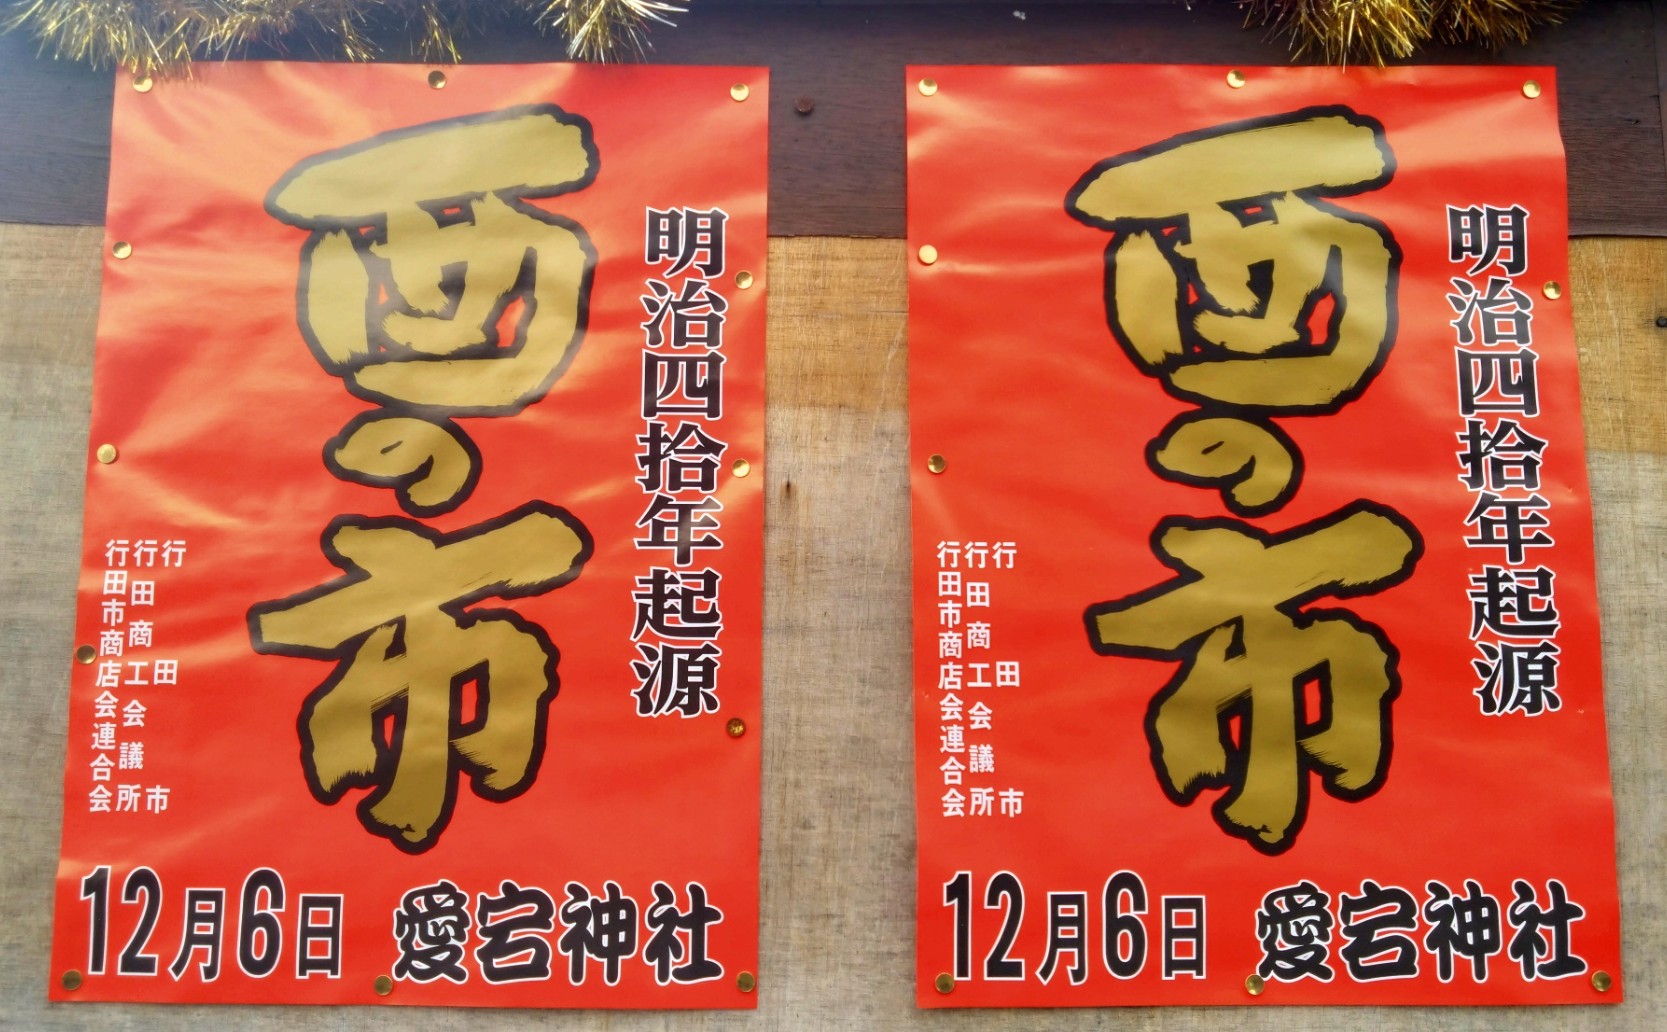 明治四拾年起源
酉の市
行田市
行田商工会議所
行田市商店会連合会
12月6日 愛宕神社
明治四拾年起源
酉の市
行田市
行田商工会議所
行田市商店会連合会
12月6日 愛宕神社